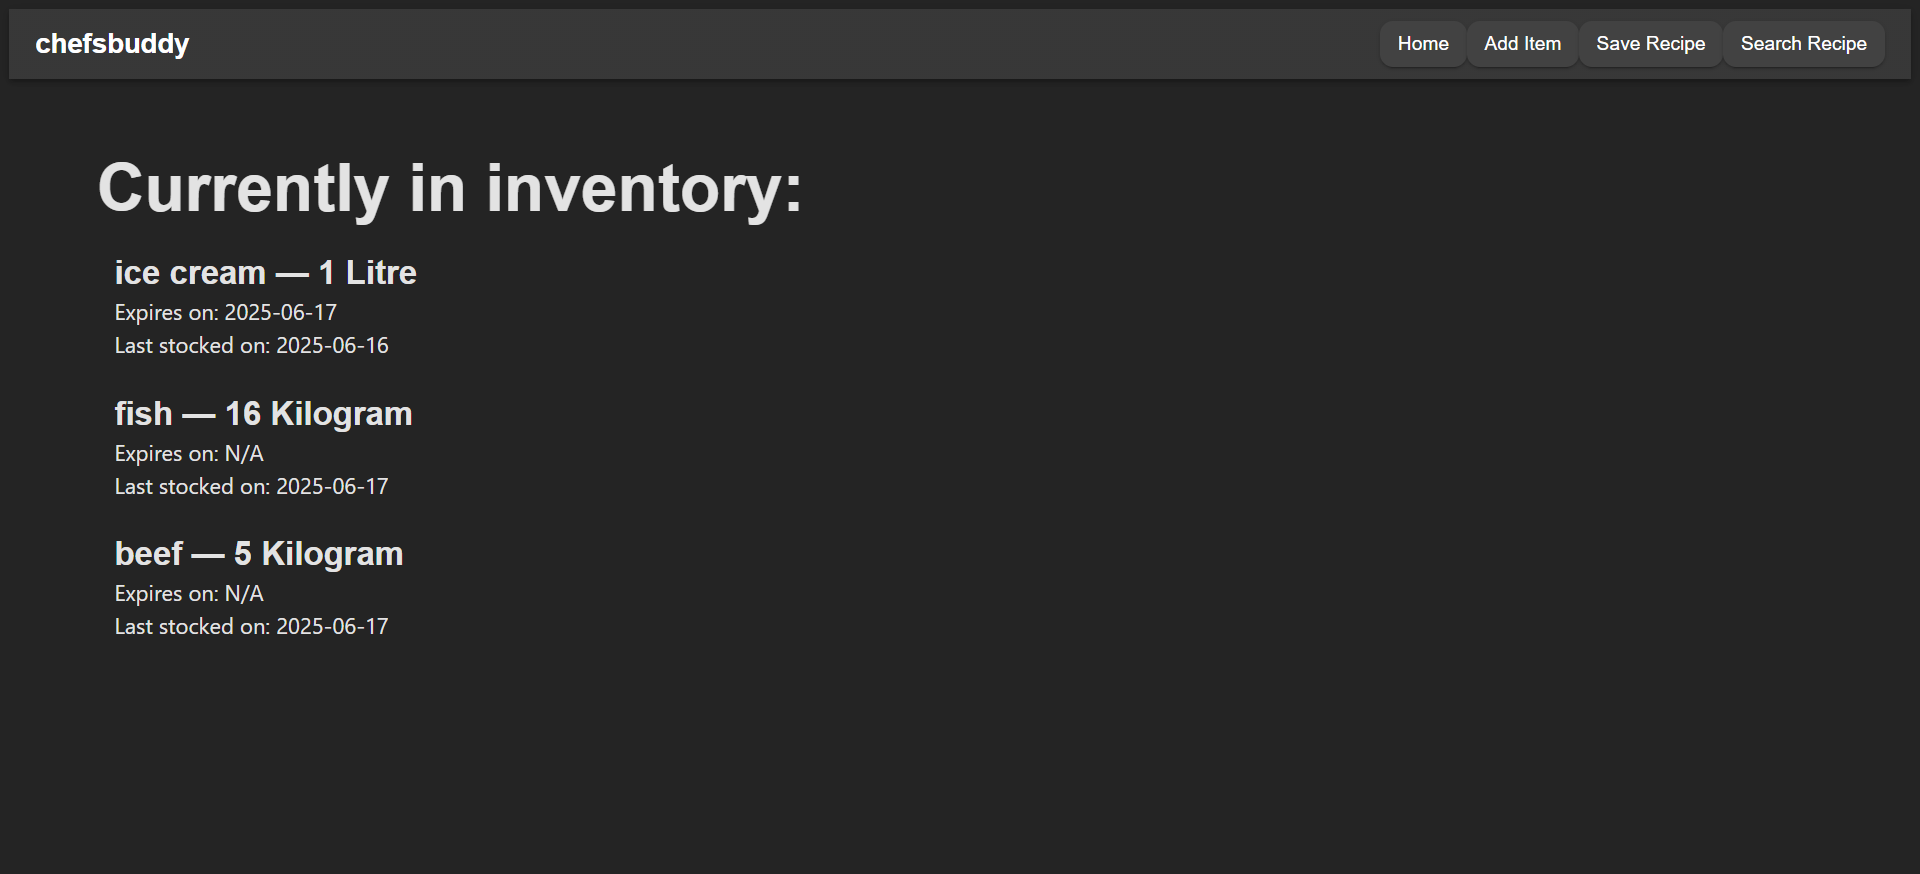 chefsbuddy
Home Add Item Save Recipe Search Recipe
Currently in inventory:
ice cream — 1 Litre
Expires on: 2025-06-17
Last stocked on: 2025-06-16
fish — 16 Kilogram
Expires on: N/A
Last stocked on: 2025-06-17
beef — 5 Kilogram
Expires on: N/A
Last stocked on: 2025-06-17